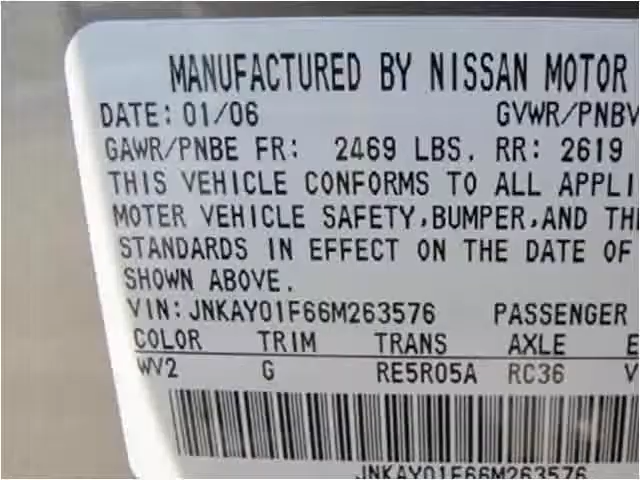 MANUFACTURED BY NISSAN MOTOR
DATE: 01/06 GVWR/PNBV
GAWR/PNBE FR: 2469 LBS. RR: 2619
THIS VEHICLE CONFORMS TO ALL APPLI
MOTER VEHICLE SAFETY,BUMPER,AND THE
STANDARDS IN EFFECT ON THE DATE OF
SHOWN ABOVE.
VIN:JNKAY01F66M263576 PASSENGER
COLOR TRIM TRANS AXLE E
WV2 G RE5R05A RC36 V
JNKAY01F66M263576